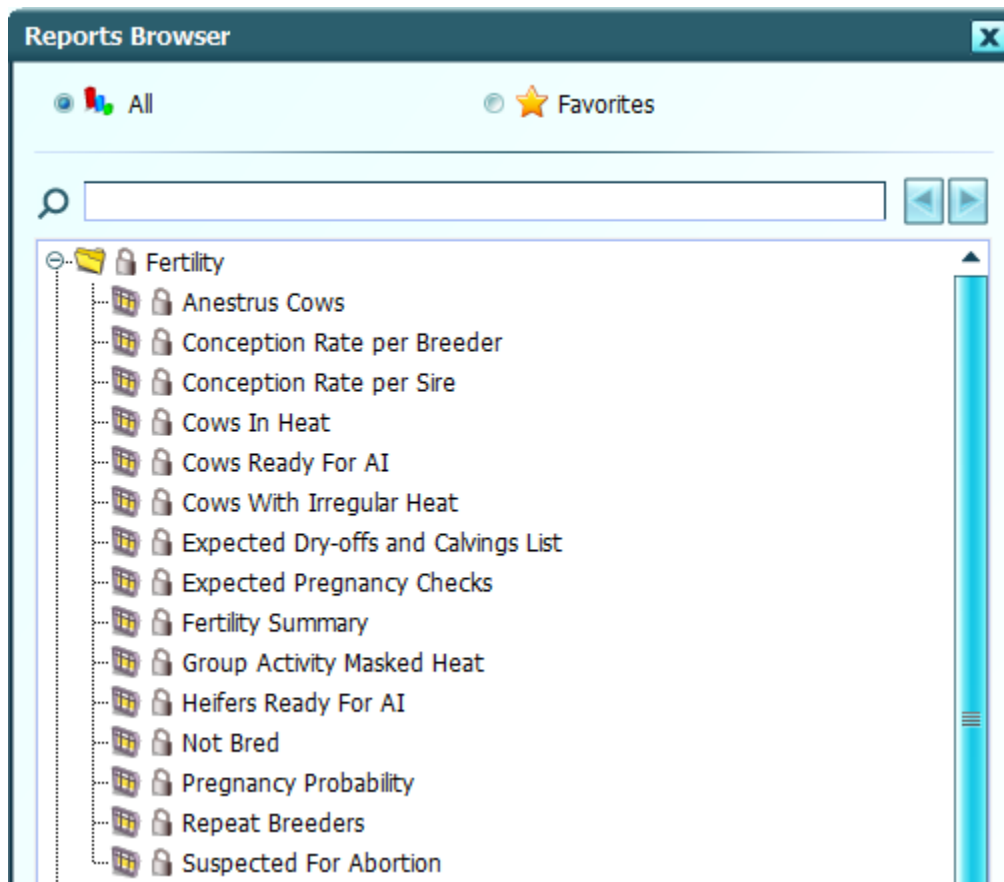 Reports Browser
All
Favorites
Fertility
Anestrus Cows
Conception Rate per Breeder
Conception Rate per Sire
Cows In Heat
Cows Ready For AI
Cows With Irregular Heat
Expected Dry-offs and Calvings List
Expected Pregnancy Checks
Fertility Summary
Group Activity Masked Heat
Heifers Ready For AI
Not Bred
Pregnancy Probability
Repeat Breeders
Suspected For Abortion